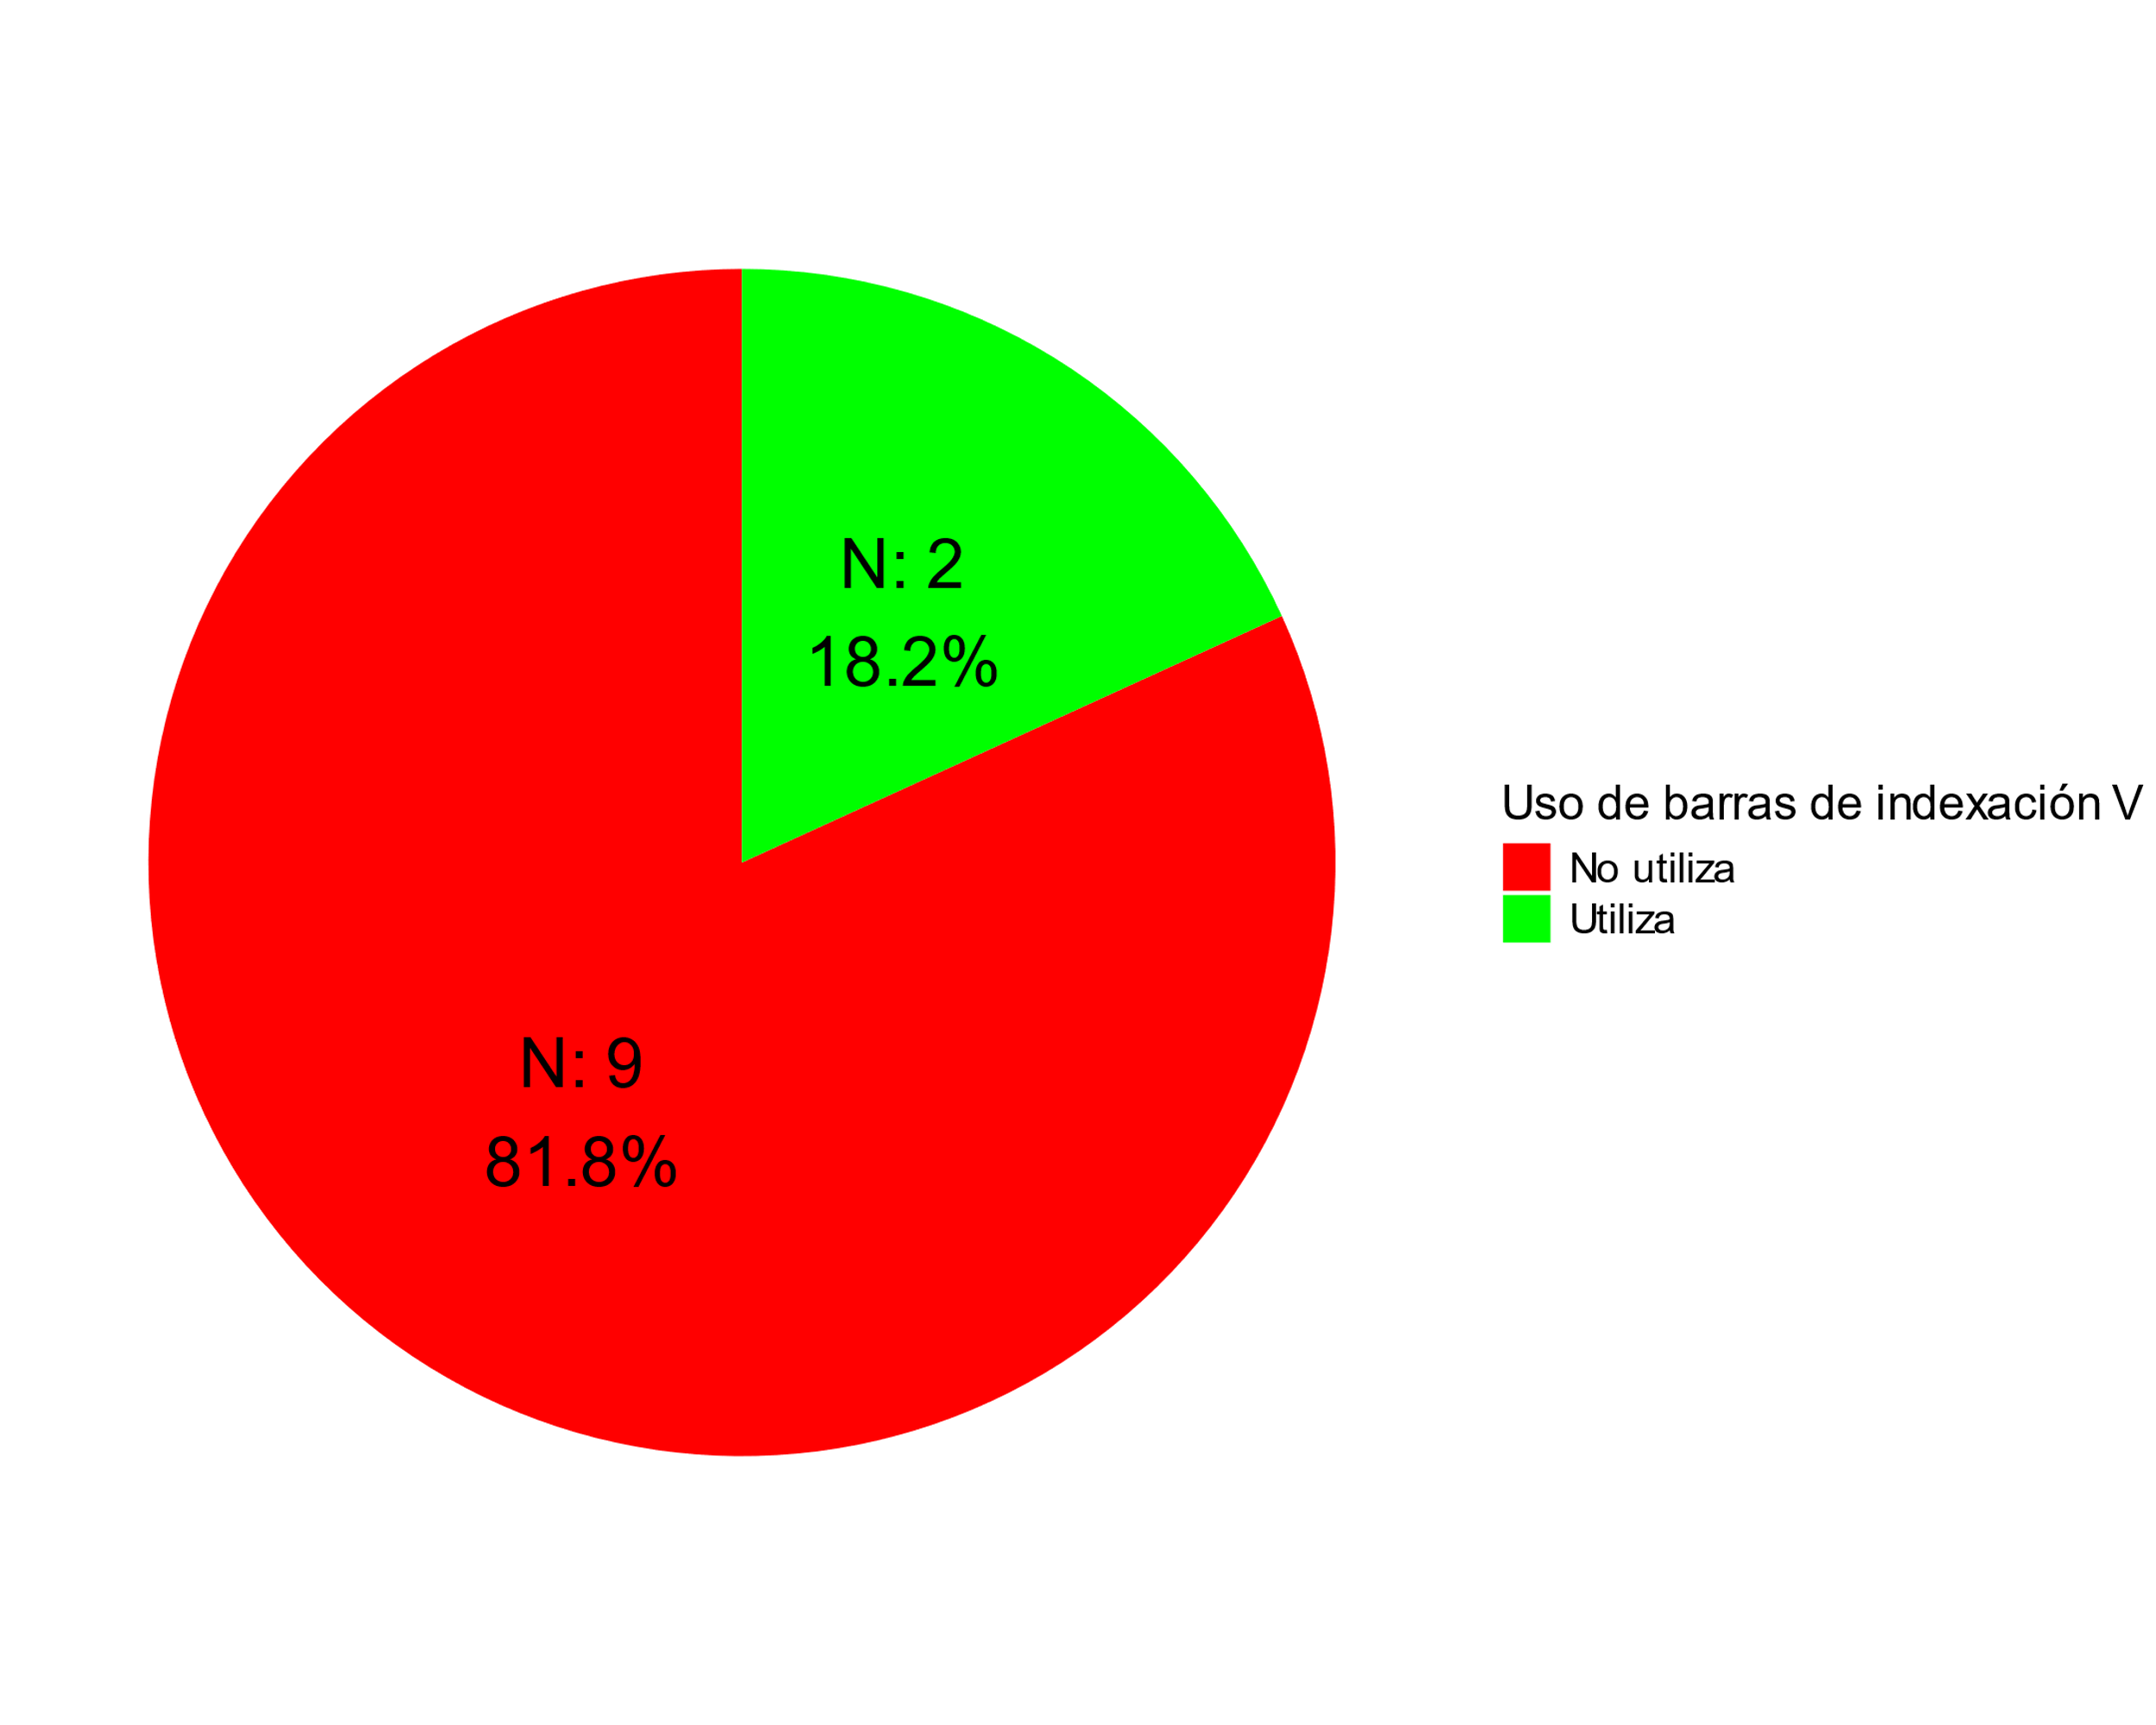 N: 2
18.2%
N: 9
81.8%
Uso de barras de indexación V
No utiliza
Utiliza